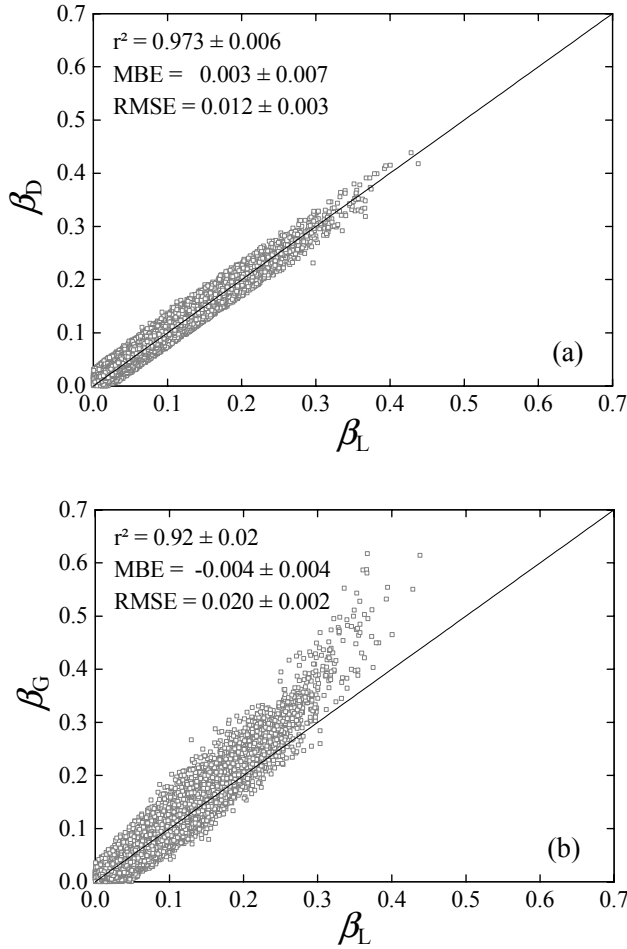 0.7
r² = 0.973 ± 0.006
0.6
MBE = 0.003 ± 0.007
0.5
RMSE = 0.012 ± 0.003
0.4
βD
0.3
0.2
0.1
(a)
0.0
0.0 0.1 0.2 0.3 0.4 0.5 0.6 0.7
βL
0.7
r² = 0.92 ± 0.02
0.6
MBE = -0.004 ± 0.004
0.5
RMSE = 0.020 ± 0.002
0.4
βG
0.3
0.2
0.1
(b)
0.0
0.0 0.1 0.2 0.3 0.4 0.5 0.6 0.7
βL